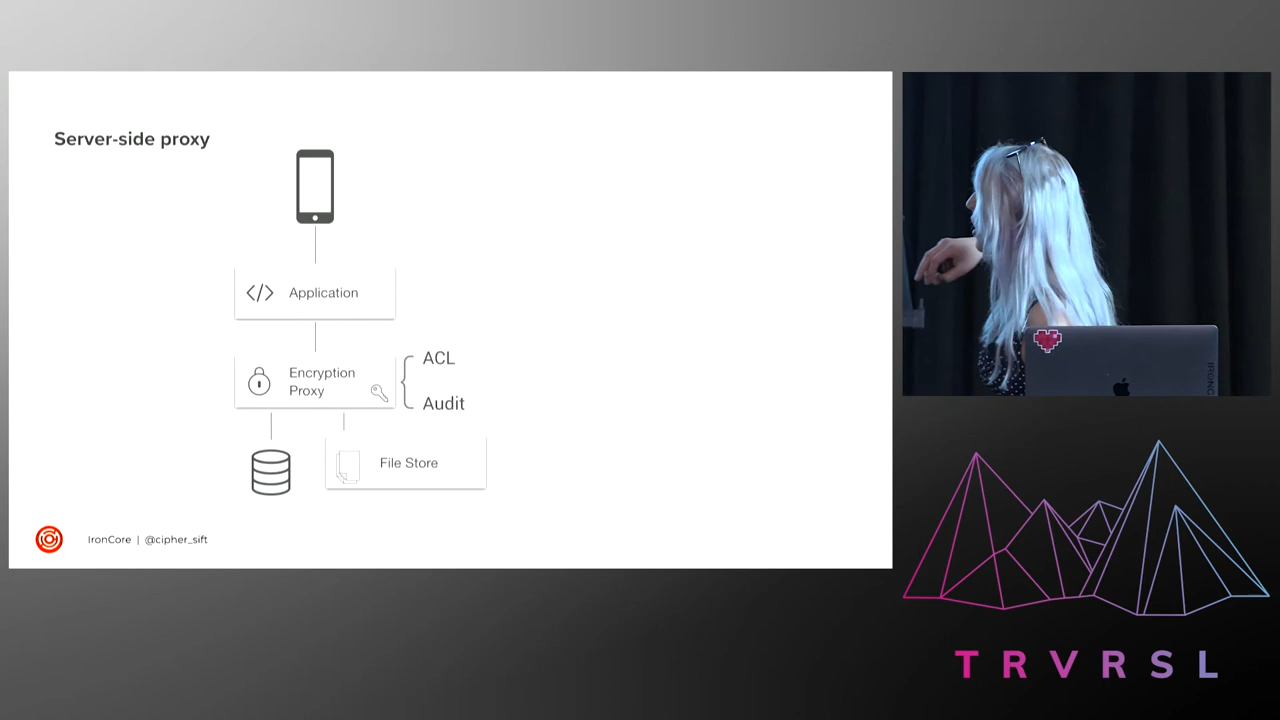 Server-side proxy
</> Application
Encryption
Proxy
ACL
Audit
File Store
IronCore | @cipher_sift
TRVRSL